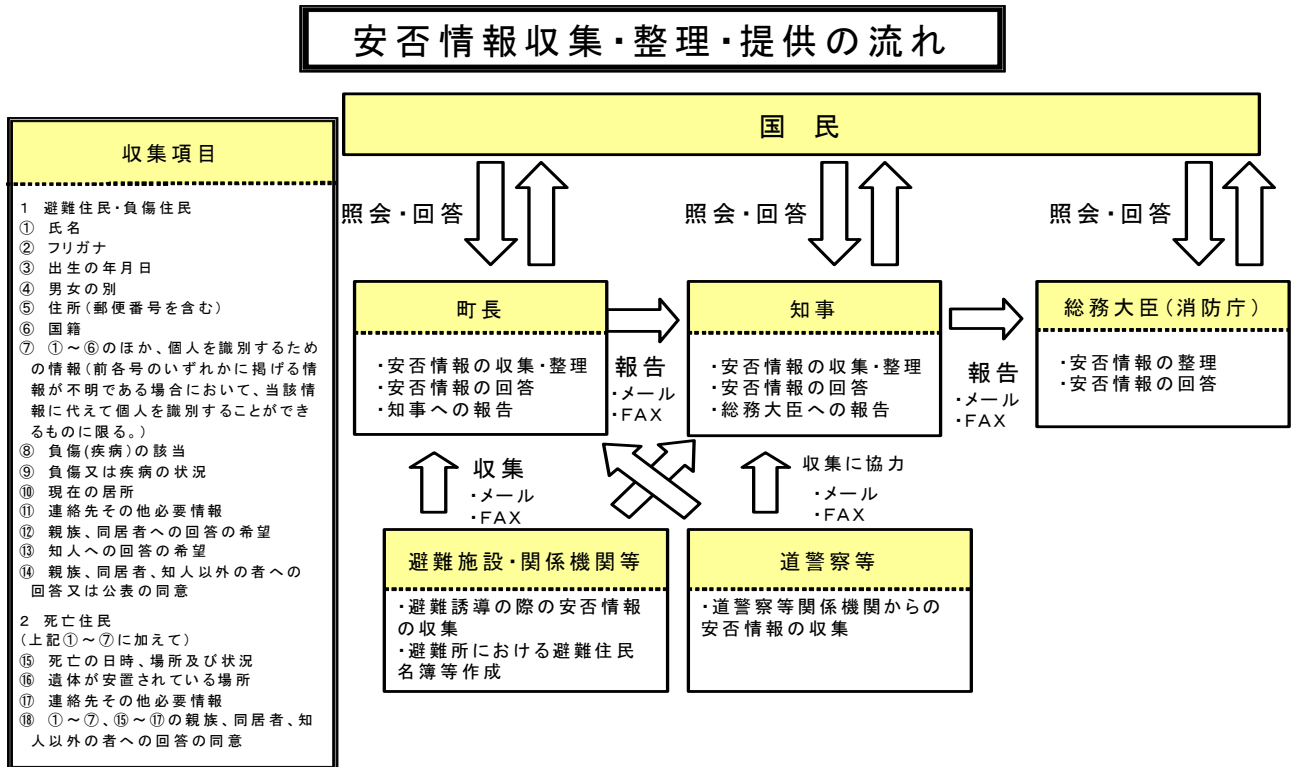 安否情報収集・整理・提供の流れ
国 民
収集項目
1 避難住民・負傷住民
① 氏名
② フリガナ
③ 出生の年月日
④ 男女の別
⑤ 住所(郵便番号を含む)
⑥ 国籍
⑦ ①~⑥のほか、個人を識別するため
の情報(前各号のいずれかに掲げる情
報が不明である場合において、当該情
報に代えて個人を識別することができ
るものに限る。)
⑧ 負傷(疾病)の該当
⑨ 負傷又は疾病の状況
⑩ 現在の居所
⑪ 連絡先その他必要情報
⑫ 親族、同居者への回答の希望
⑬ 知人への回答の希望
⑭ 親族、同居者、知人以外の者への
回答又は公表の同意
2 死亡住民
(上記①~⑦に加えて)
⑮ 死亡の日時、場所及び状況
⑯ 遺体が安置されている場所
⑰ 連絡先その他必要情報
⑱ ①~⑦、⑮~⑰の親族、同居者、知
人以外の者への回答の同意
照会・回答
照会・回答
照会・回答
町長
・安否情報の収集・整理
・安否情報の回答
・知事への報告
報告
・メール
・FAX
知事
・安否情報の収集・整理
・安否情報の回答
・総務大臣への報告
報告
・メール
・FAX
総務大臣(消防庁)
・安否情報の整理
・安否情報の回答
収集
・メール
・FAX
収集に協力
・メール
・FAX
避難施設・関係機関等
・避難誘導の際の安否情報
の収集
・避難所における避難住民
名簿等作成
道警察等
・道警察等関係機関からの
安否情報の収集